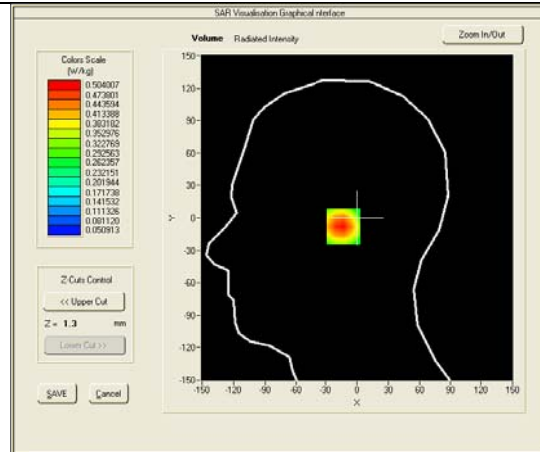 SAR Visualisation Graphical nterface
Volume Radiated Intensity
Zoom In/Out
Colors Scale
(W/kg)
0.504007
0.473801
0.443594
0.413388
0.383182
0.352976
0.322769
0.292563
0.262357
0.232151
0.201944
0.171738
0.141532
0.111326
0.081120
0.050913
Z-Cuts Control
<< Upper Cut
Z = 1.3 mm
Lower Cut >>
SAVE
Cancel
150
120
90
60
30
0
-30
-60
-90
-120
-150
Y
-150 -120 -90 -60 -30 0 30 60 90 120 150
X